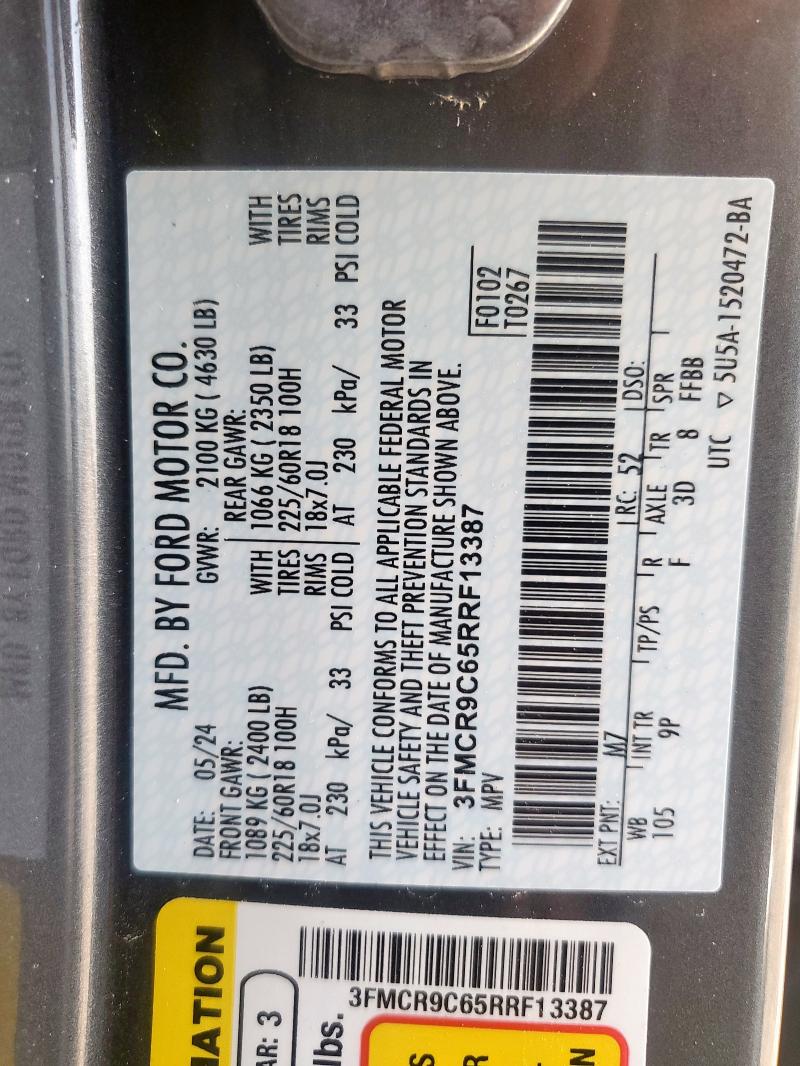 MFD. BY FORD MOTOR CO.
DATE: 05/24 GVWR: 2100 KG ( 4630 LB)
FRONT GAWR: REAR GAWR:
1089 KG ( 2400 LB) WITH 1066 KG ( 2350 LB) WITH
225/60R18 100H TIRES 225/60R18 100H TIRES
18x7.0J RIMS 18x7.0J RIMS
AT 230 kPa/ 33 PSI COLD AT 230 kPa/ 33 PSI COLD
THIS VEHICLE CONFORMS TO ALL APPLICABLE FEDERAL MOTOR
VEHICLE SAFETY AND THEFT PREVENTION STANDARDS IN
EFFECT ON THE DATE OF MANUFACTURE SHOWN ABOVE.
VIN: 3FMCR9C65RRF13387 F0102
TYPE: MPV T0267
EXT PNT: M7 RC: 52 DSO:
WB INT TR TP/PS R AXLE TR SPR
105 9P F 3D 8 FFBB
UTC ▽ 5U5A-1520472-BA
MATION
AR: 3
lbs.
3FMCR9C65RRF13387
S
R
N